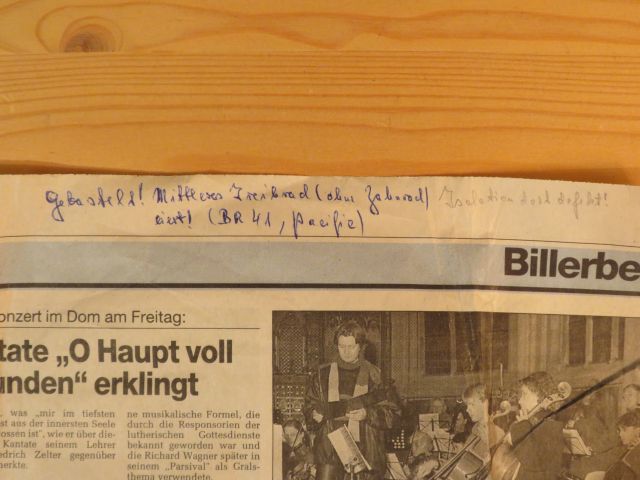 Gebastelt! Mittleres Treibrad (ohne Zahnrad) Isolation defekt!
eiert! (BR 41, Pacific)
Billerbe
onzert im Dom am Freitag:
tate „O Haupt voll
unden“ erklingt
, was „mir im tiefsten
st aus der innersten Seele
lossen ist“, wie er über die-
Kantate seinem Lehrer
edrich Zelter gegenüber
merkte.
ne musikalische Formel, die
durch die Responsorien der
lutherischen Gottesdienste
bekannt geworden war und
die Richard Wagner später in
seinem „Parsival“ als Grals-
thema verwendete.